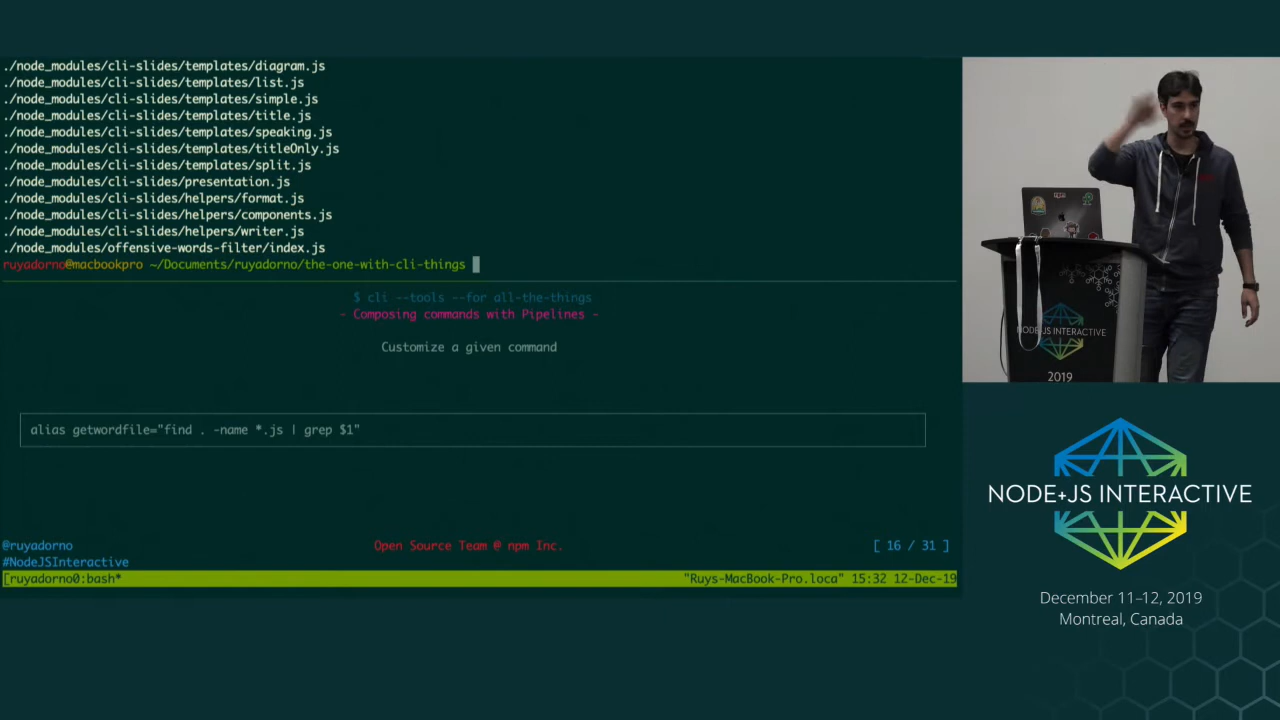 ./node_modules/cli-slides/templates/diagram.js
./node_modules/cli-slides/templates/list.js
./node_modules/cli-slides/templates/simple.js
./node_modules/cli-slides/templates/title.js
./node_modules/cli-slides/templates/speaking.js
./node_modules/cli-slides/templates/titleOnly.js
./node_modules/cli-slides/templates/split.js
./node_modules/cli-slides/presentation.js
./node_modules/cli-slides/helpers/format.js
./node_modules/cli-slides/helpers/components.js
./node_modules/cli-slides/helpers/writer.js
./node_modules/offensive-words-filter/index.js
ruyadorno@macbookpro ~/Documents/ruyadorno/the-one-with-cli-things
$ cli --tools --for all-the-things
- Composing commands with Pipelines -
Customize a given command
alias getwordfile="find . -name *.js | grep $1"
@ruyadorno
Open Source Team @ npm Inc.
[ 16 / 31 ]
#NodeJSInteractive
[ruyadorno0:bash*
"Ruys-MacBook-Pro.loca" 15:32 12-Dec-19
NODE+JS INTERACTIVE
2019
NODE+JS INTERACTIVE
December 11–12, 2019
Montreal, Canada